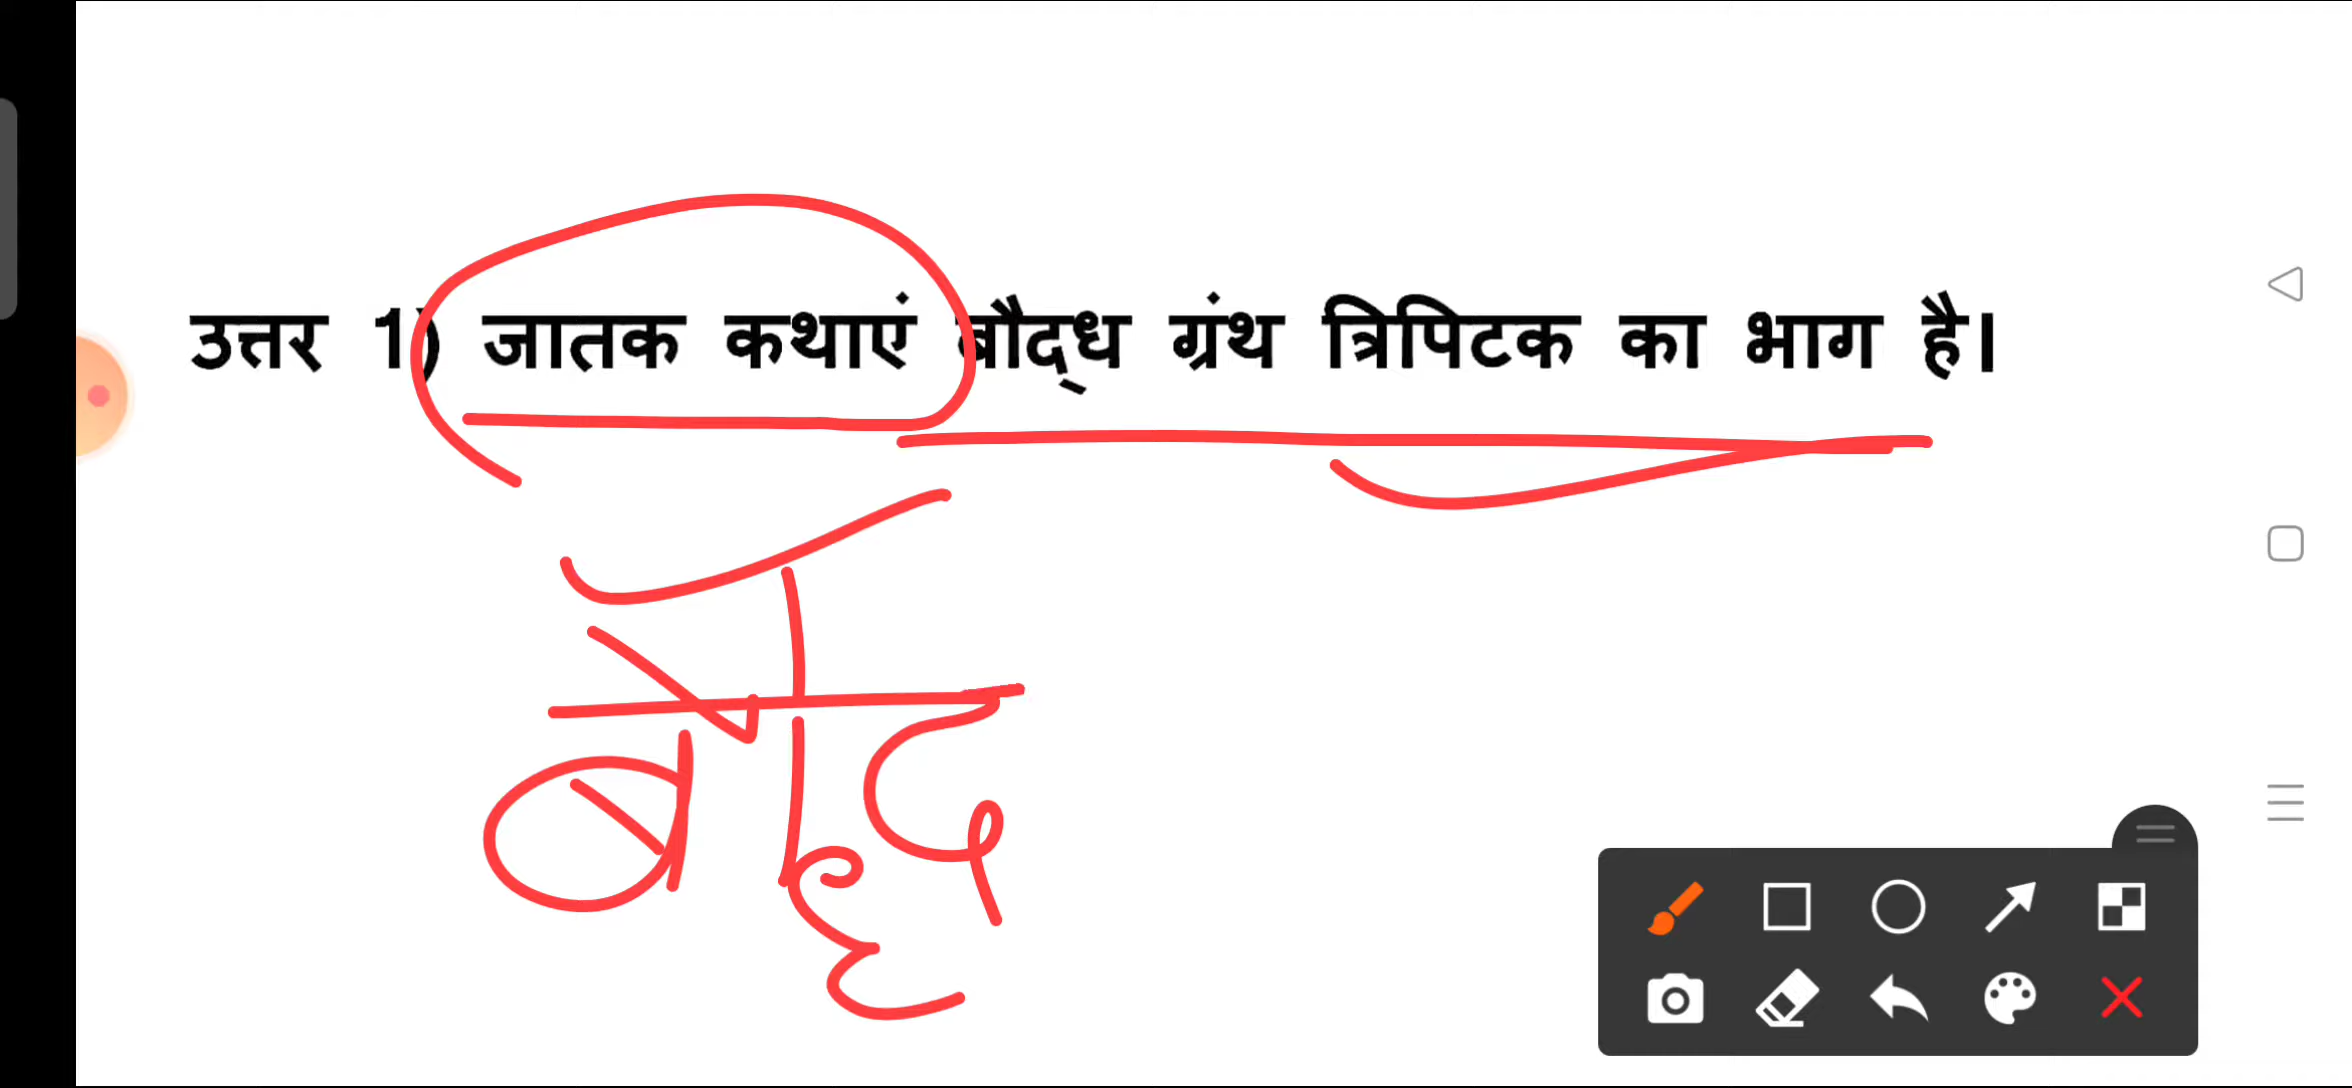 उत्तर 1) जातक कथाएं बौद्ध ग्रंथ त्रिपिटक का भाग है।